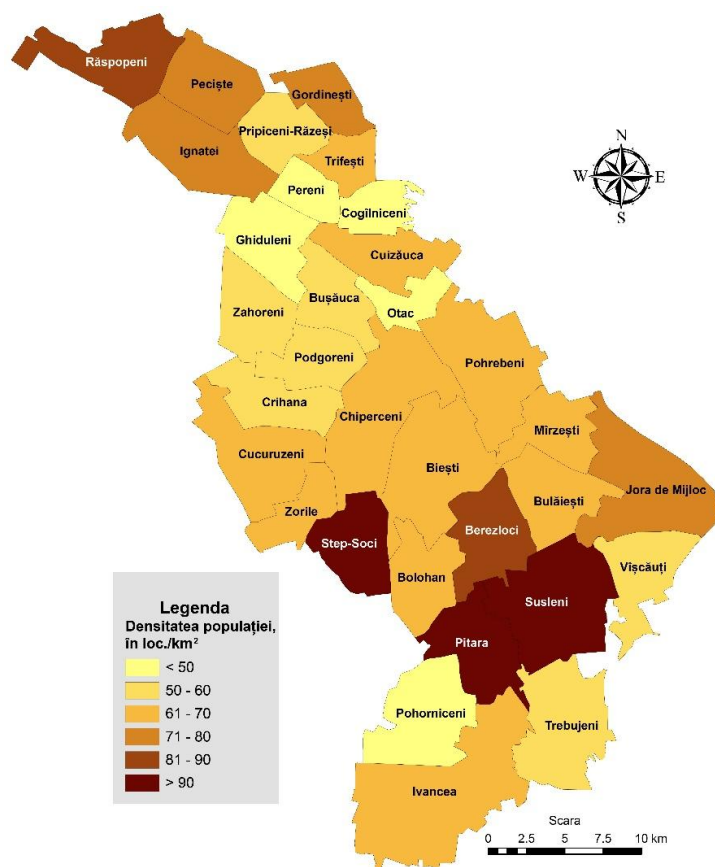 Răspopeni
Peciște
Gordinești
Pripiceni-Răzeși
Ignatei
Trifești
N
W E
S
Pereni
Cogîlniceni
Ghiduleni
Cuizăuca
Bușăuca
Zahoreni
Otac
Podgoreni
Pohrebeni
Crihana
Chiperceni
Mîrzești
Cucuruzeni
Biești
Jora de Mijloc
Bulăiești
Zorile
Berezloci
Step-Soci
Vîșcăuți
Bolohan
Susleni
Pitara
Pohorniceni
Trebujeni
Ivancea
Legenda
Densitatea populației,
în loc./km²
< 50
50 - 60
61 - 70
71 - 80
81 - 90
> 90
Scara
0 2.5 5 7.5 10 km